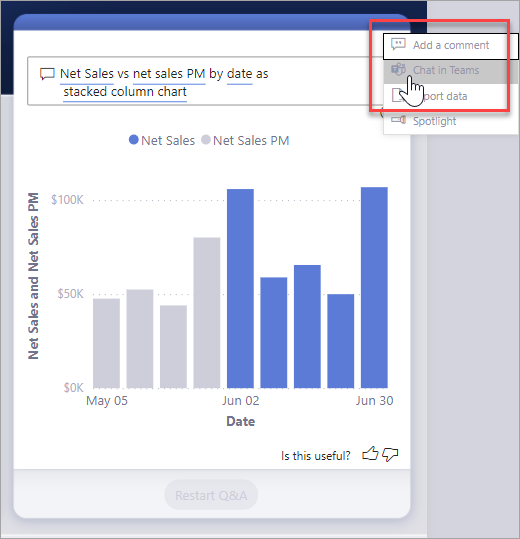 Add a comment
Chat in Teams
port data
Spotlight
Net Sales vs net sales PM by date as
stacked column chart
Net Sales
Net Sales PM
Net Sales and Net Sales PM
$100K
$50K
$0K
May 05
Jun 02
Jun 30
Date
Is this useful?
Restart Q&A